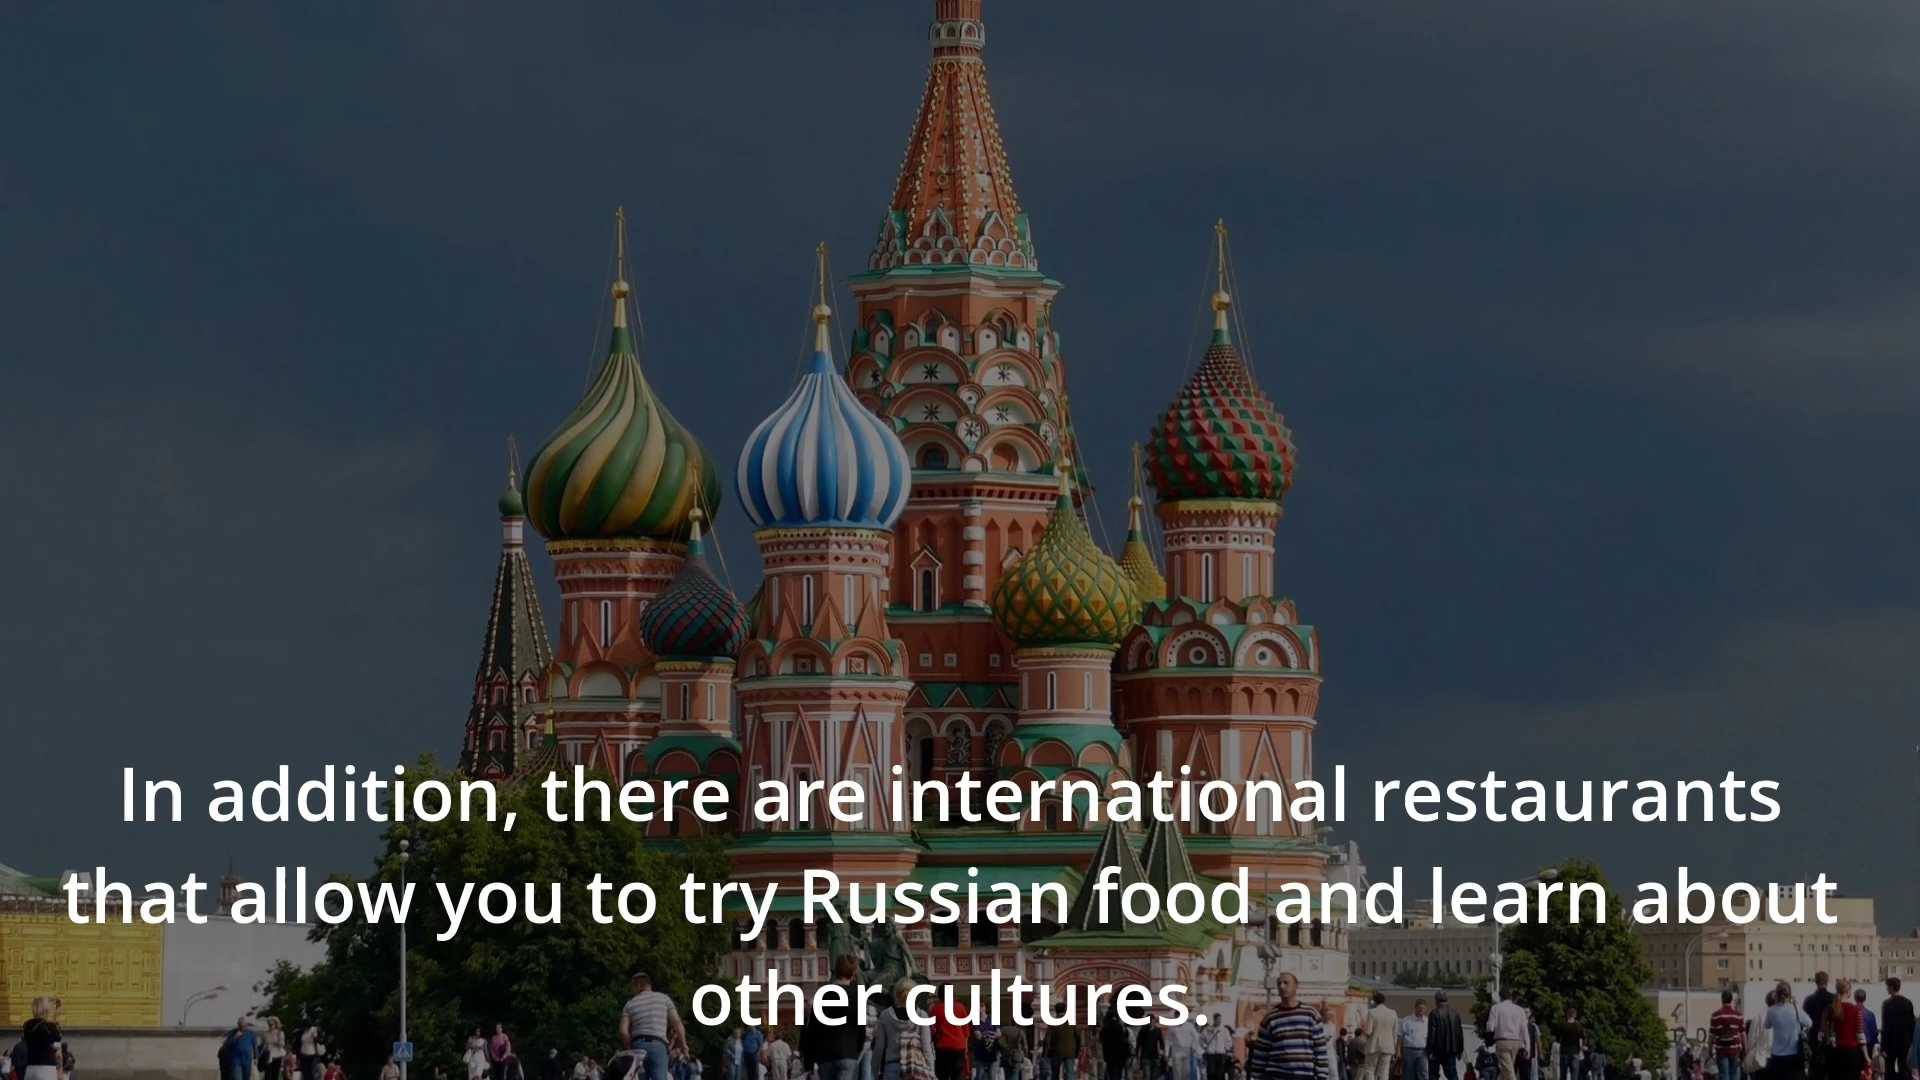 In addition, there are international restaurants
that allow you to try Russian food and learn about
other cultures.